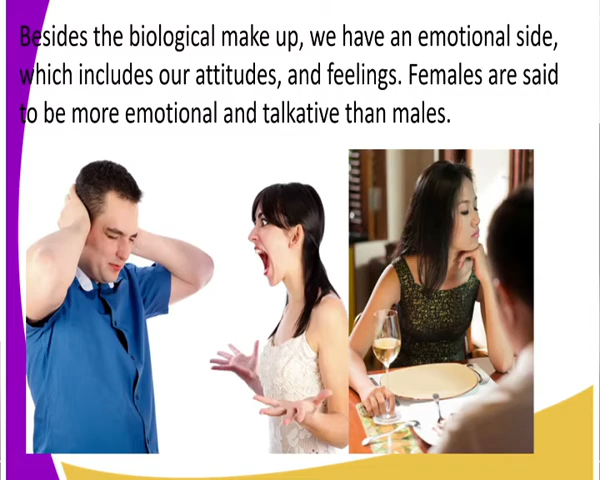 Besides the biological make up, we have an emotional side,
which includes our attitudes, and feelings. Females are said
to be more emotional and talkative than males.